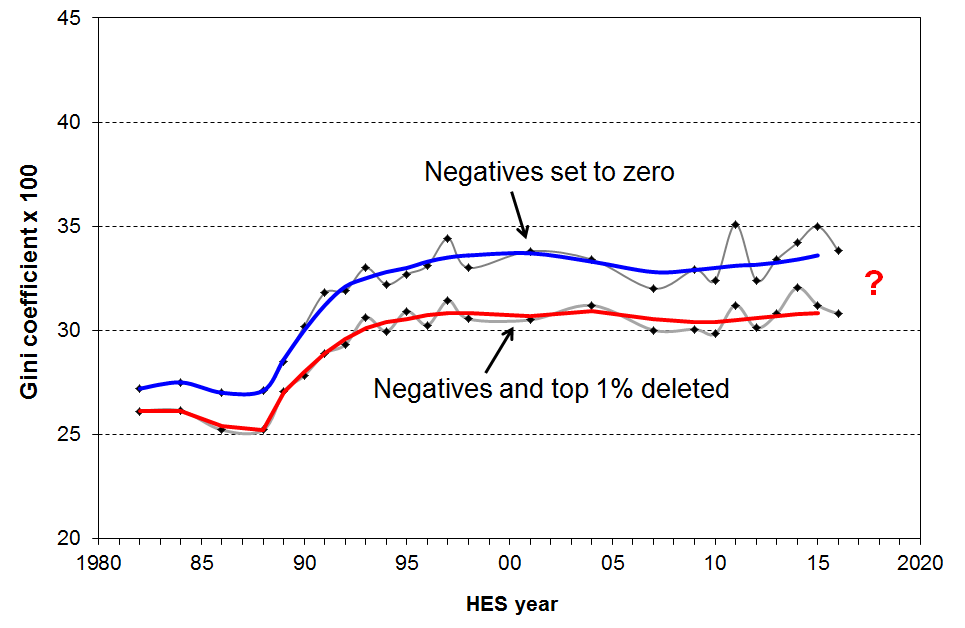 45
40
Negatives set to zero
35
?
30
Negatives and top 1% deleted
25
20
Gini coefficient x 100
1980 85 90 95 00 05 10 15 2020
HES year